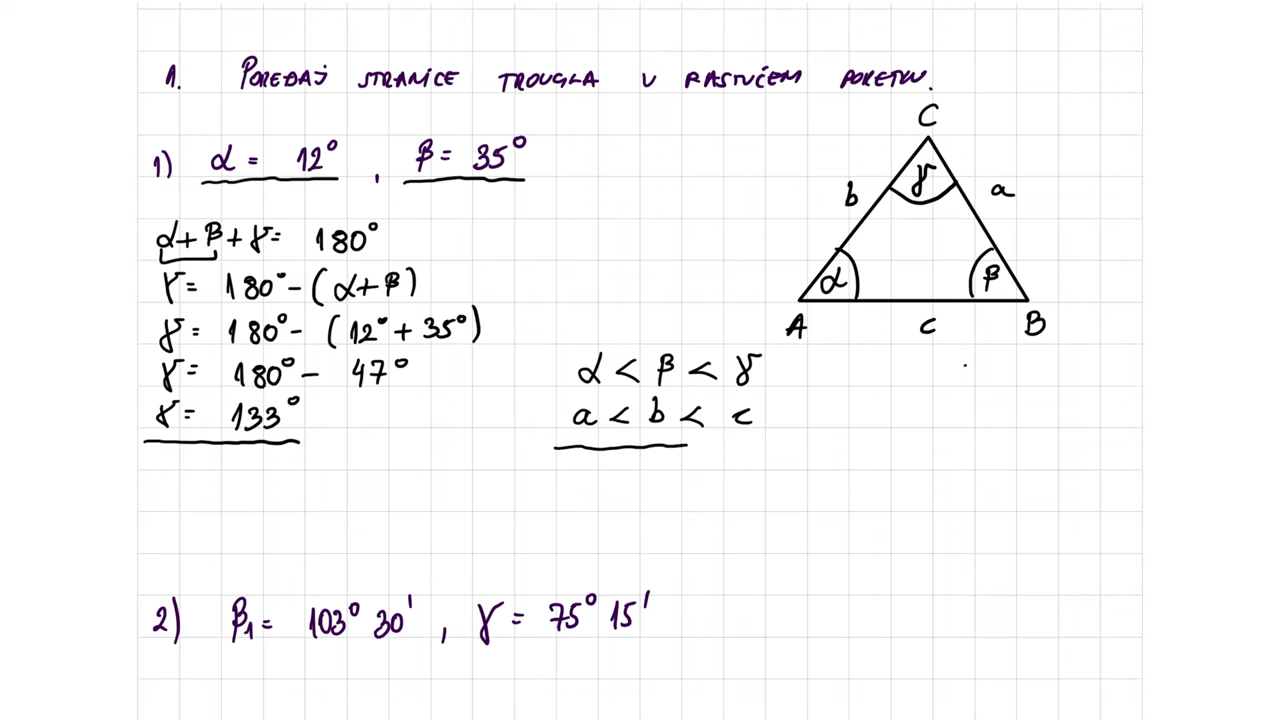 1. POREĐAJ STRANICE TROUGLA U RASTUĆEM PORETKU.
1) α = 12° , β = 35°
α + β + γ = 180°
γ = 180° - (α + β)
γ = 180° - (12° + 35°)
γ = 180° - 47°
γ = 133°
C
b γ a
α β
A c B
α < β < γ
a < b < c
2) β₁ = 103° 30' , γ = 75° 15'